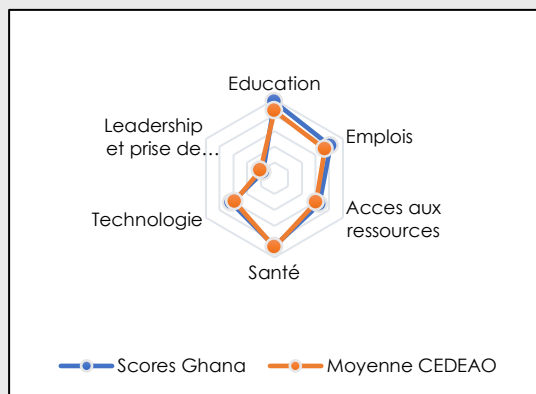 Education
Emplois
Acces aux
ressources
Santé
Technologie
Leadership
et prise de…
Scores Ghana
Moyenne CEDEAO